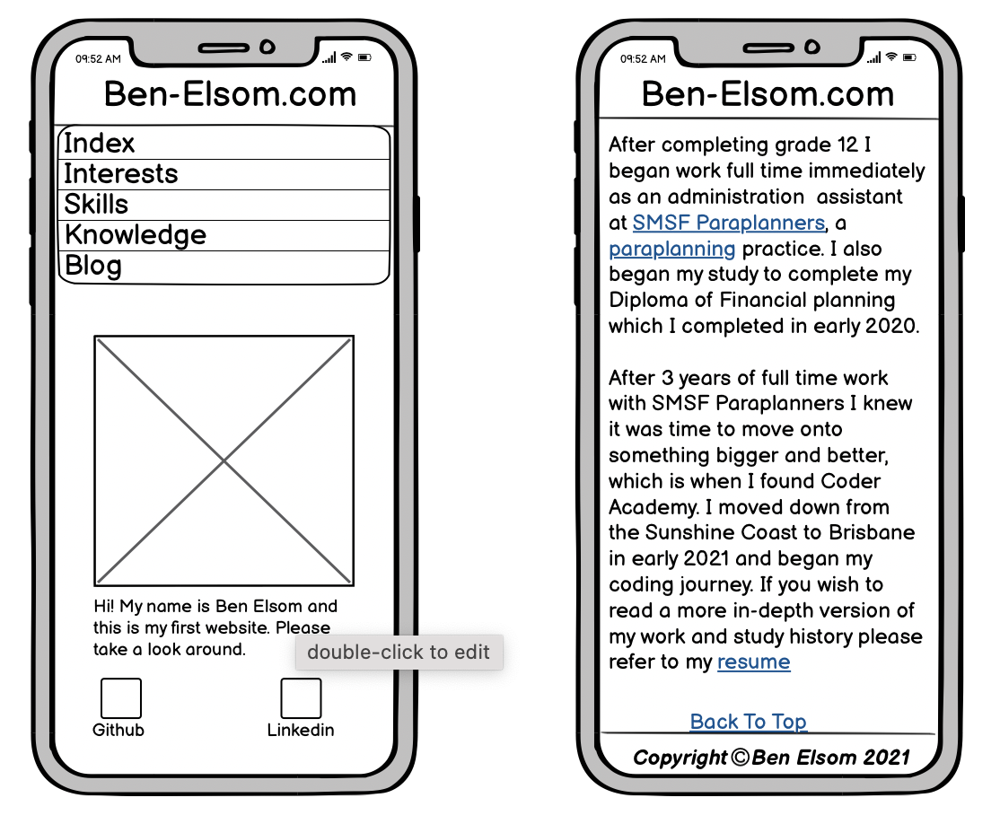 09:52 AM
Ben-Elsom.com
Index
Interests
Skills
Knowledge
Blog
Hi! My name is Ben Elsom and
this is my first website. Please
take a look around.
double-click to edit
Github
Linkedin
09:52 AM
Ben-Elsom.com
After completing grade 12 I
began work full time immediately
as an administration  assistant
at SMSF Paraplanners, a
paraplanning practice. I also
began my study to complete my
Diploma of Financial planning
which I completed in early 2020.
After 3 years of full time work
with SMSF Paraplanners I knew
it was time to move onto
something bigger and better,
which is when I found Coder
Academy. I moved down from
the Sunshine Coast to Brisbane
in early 2021 and began my
coding journey. If you wish to
read a more in-depth version of
my work and study history please
refer to my resume
Back To Top
Copyright©Ben Elsom 2021